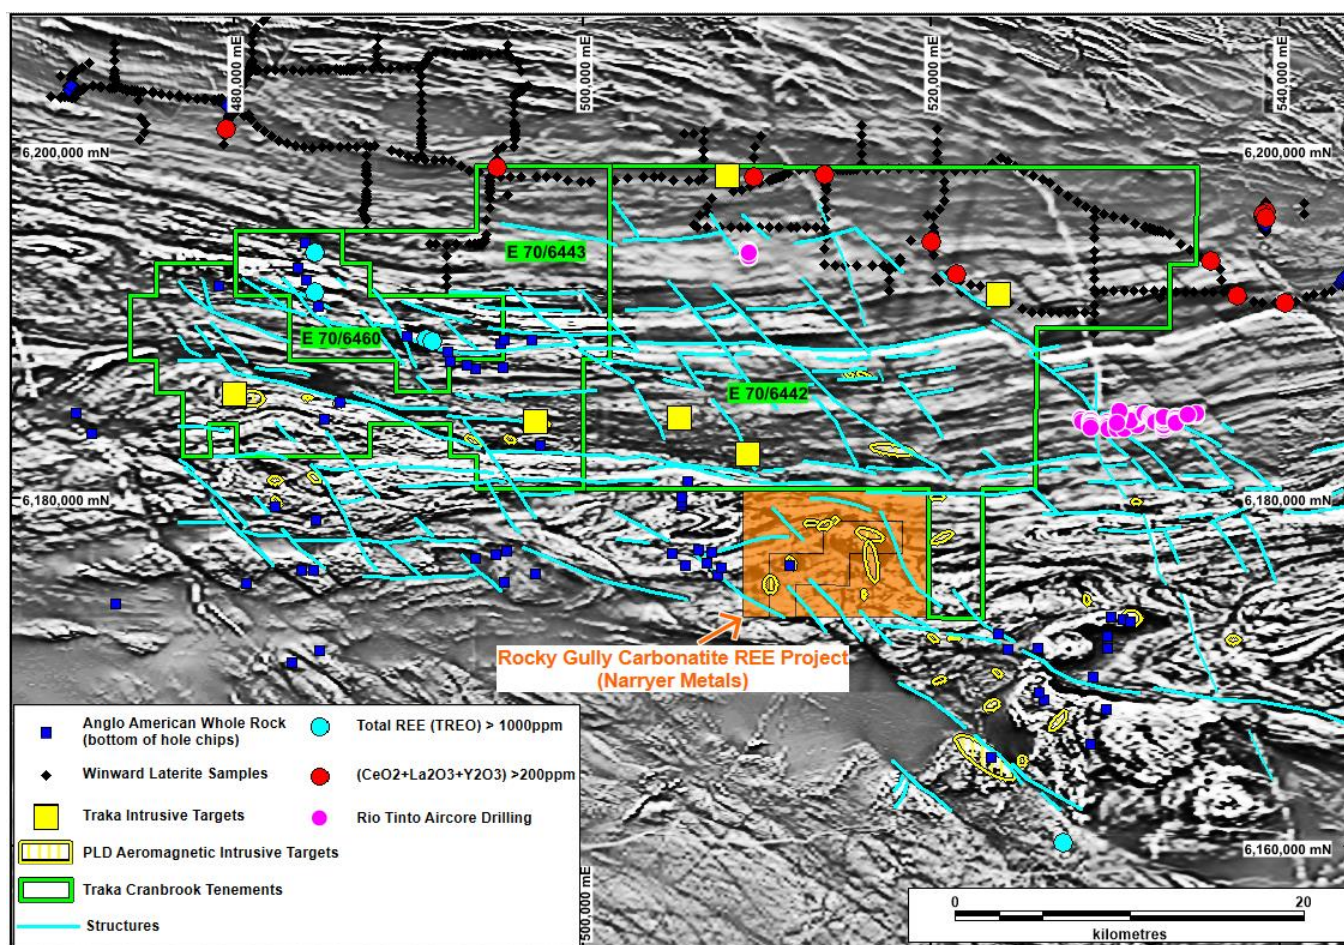 480,000 mE
500,000 mE
520,000 mE
540,000 mE
6,200,000 mN
6,200,000 mN
E 70/6443
E 70/6460
E 70/6442
6,180,000 mN
6,180,000 mN
Rocky Gully Carbonatite REE Project
(Narryer Metals)
Anglo American Whole Rock
(bottom of hole chips)
Total REE (TREO) > 1000ppm
Winward Laterite Samples
(CeO2+La2O3+Y2O3) >200ppm
Traka Intrusive Targets
Rio Tinto Aircore Drilling
PLD Aeromagnetic Intrusive Targets
Traka Cranbrook Tenements
Structures
6,160,000 mN
500,000 mE
0
20
kilometres